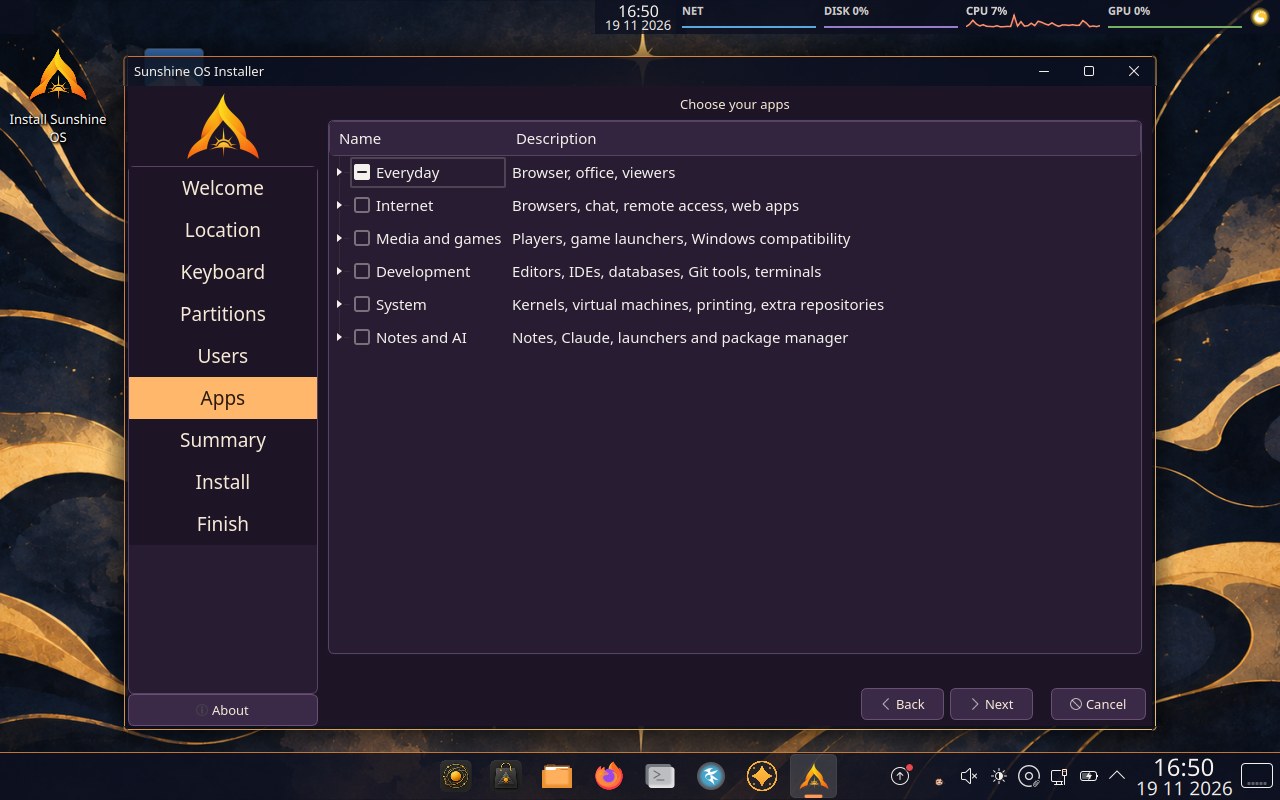 16:50
19 11 2026
NET
DISK 0%
CPU 7%
GPU 0%
Install Sunshine
OS
Sunshine OS Installer
Choose your apps
Name Description
Everyday Browser, office, viewers
Internet Browsers, chat, remote access, web apps
Media and games Players, game launchers, Windows compatibility
Development Editors, IDEs, databases, Git tools, terminals
System Kernels, virtual machines, printing, extra repositories
Notes and AI Notes, Claude, launchers and package manager
Welcome
Location
Keyboard
Partitions
Users
Apps
Summary
Install
Finish
About
Back
Next
Cancel
16:50
19 11 2026